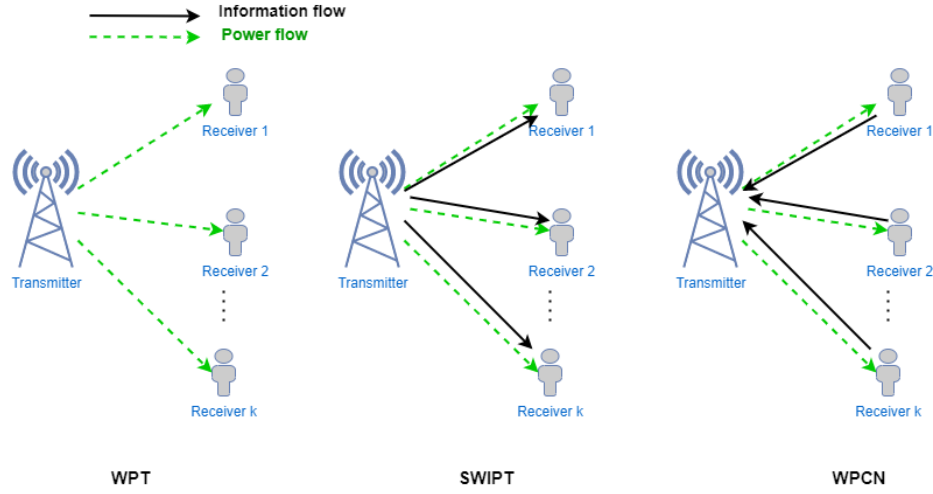 Information flow
Power flow
Receiver 1
Receiver 2
Transmitter
Receiver k
WPT
Receiver 1
Receiver 2
Transmitter
Receiver k
SWIPT
Receiver 1
Receiver 2
Transmitter
Receiver k
WPCN